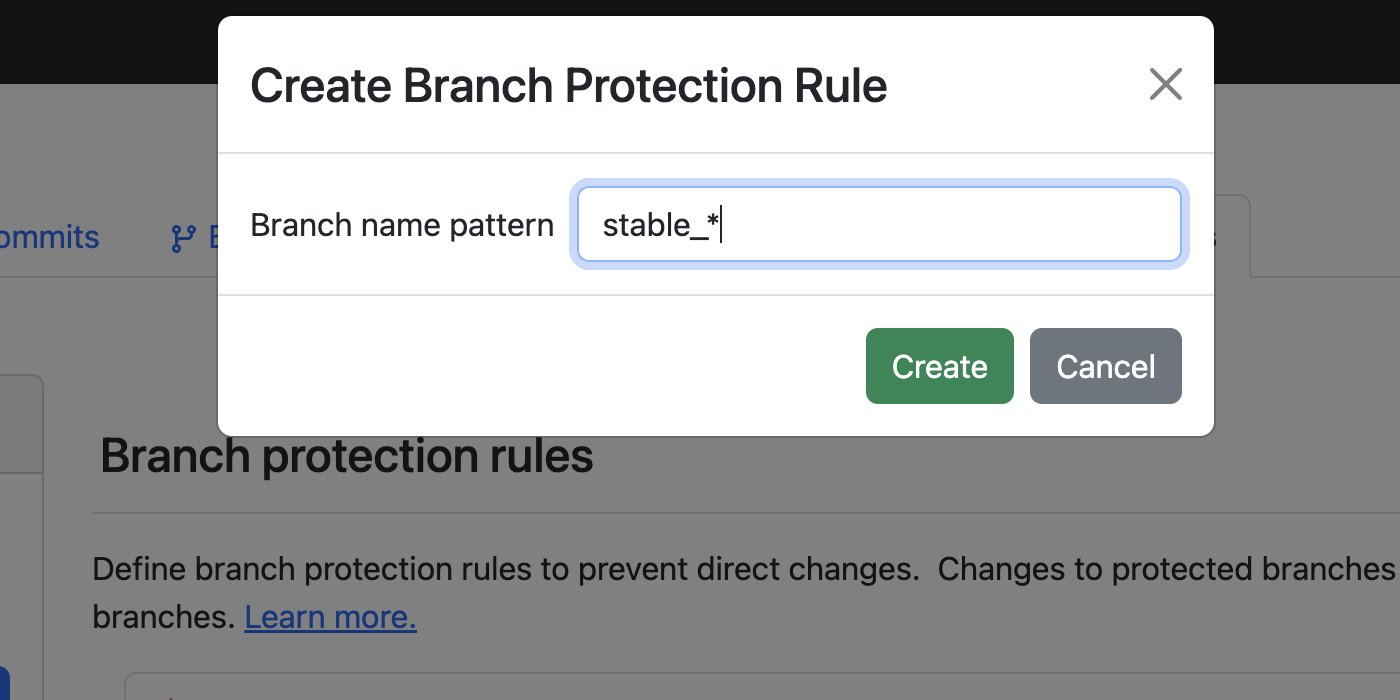 Create Branch Protection Rule
Branch name pattern stable_*
ommits
Create Cancel
Branch protection rules
Define branch protection rules to prevent direct changes. Changes to protected branches
branches. Learn more.